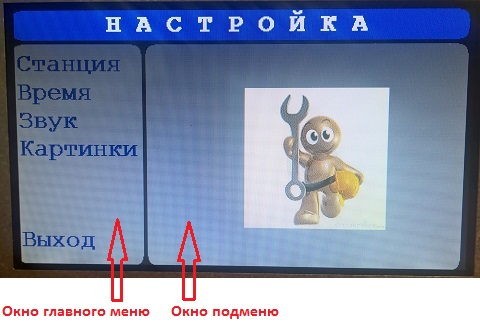 НАСТРОЙКА
Станция
Время
Звук
Картинки
Выход
Окно главного меню
Окно подменю